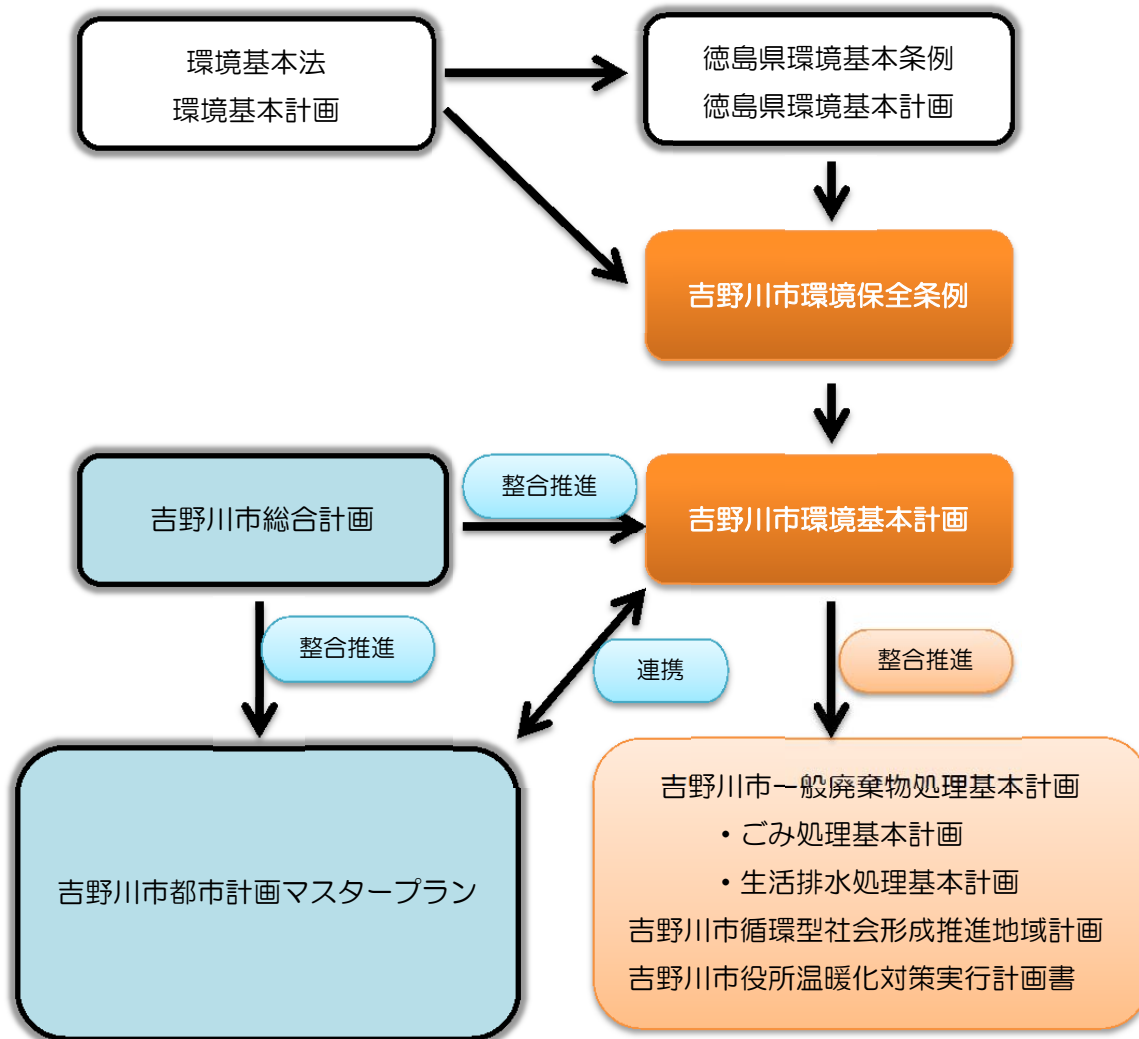 環境基本法
環境基本計画
徳島県環境基本条例
徳島県環境基本計画
吉野川市環境保全条例
吉野川市総合計画
整合推進
吉野川市環境基本計画
整合推進
連携
整合推進
吉野川市都市計画マスタープラン
吉野川市一般廃棄物処理基本計画
・ごみ処理基本計画
・生活排水処理基本計画
吉野川市循環型社会形成推進地域計画
吉野川市役所温暖化対策実行計画書